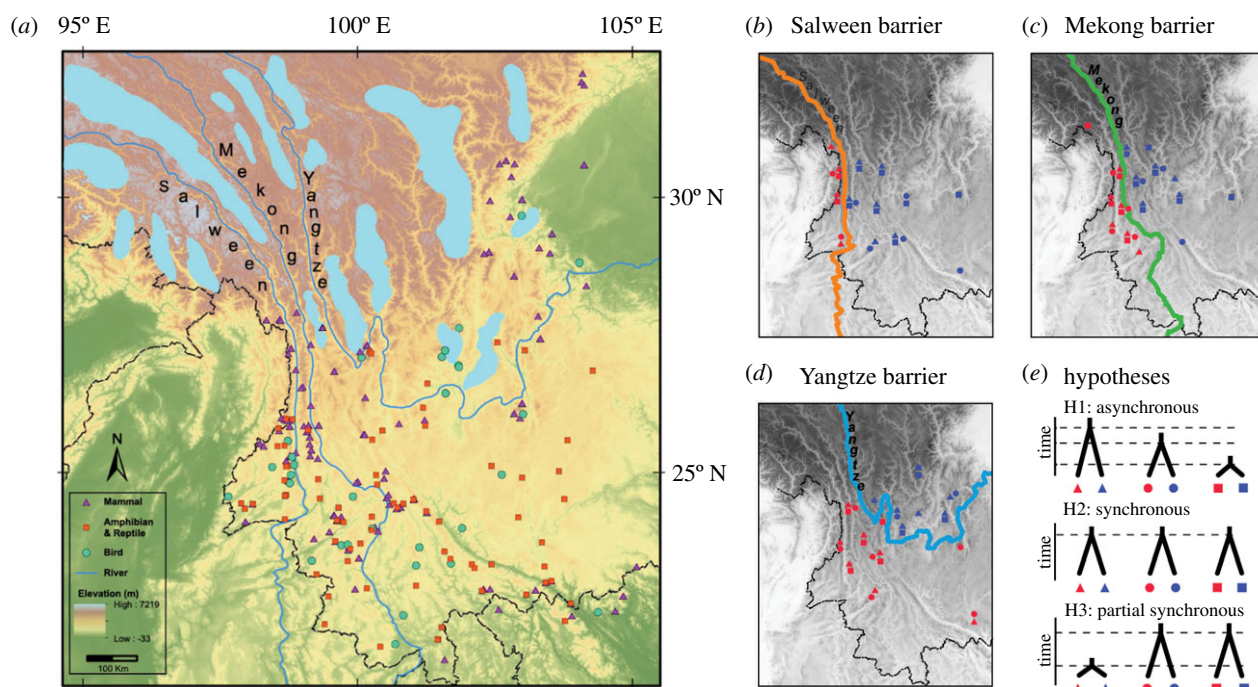 (a) 95º E 100º E 105º E
30º N
25º N
Salween
Mekong
Yangtze
N
Mammal
Amphibian
& Reptile
Bird
River
Elevation (m)
High : 7219
Low : -33
100 Km
(b) Salween barrier
Salween
(c) Mekong barrier
Mekong
(d) Yangtze barrier
Yangtze
(e) hypotheses
H1: asynchronous
time
H2: synchronous
time
H3: partial synchronous
time